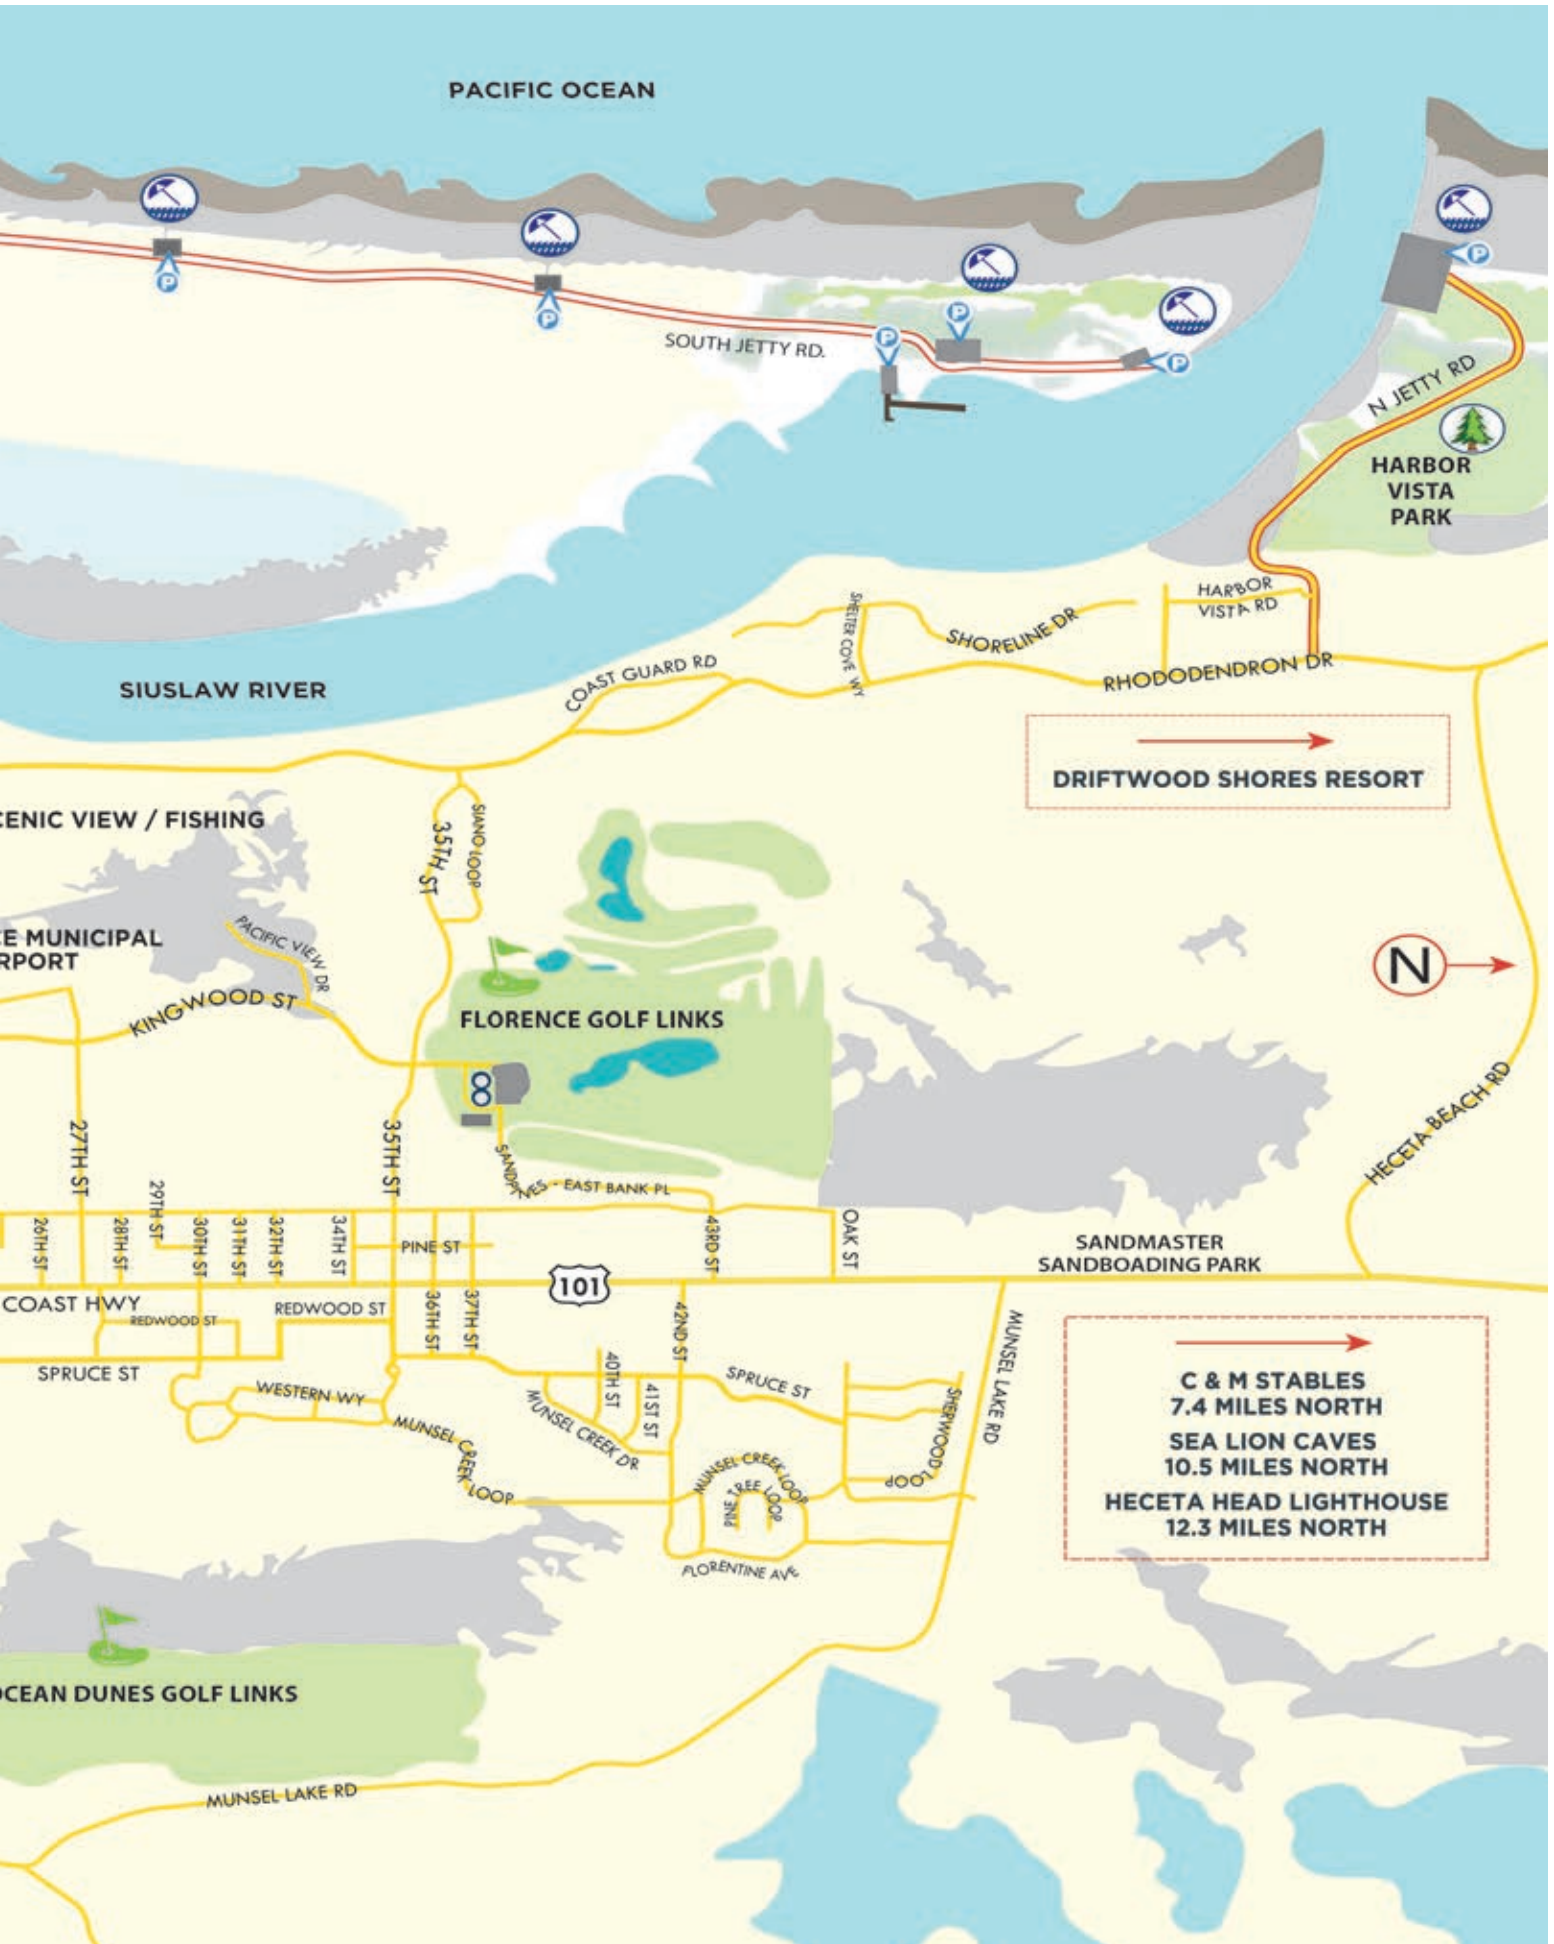 PACIFIC OCEAN
P
P
SOUTH JETTY RD.
P
P
P
P
N JETTY RD
HARBOR
VISTA
PARK
HARBOR
VISTA RD
SHELTER COVE WY
SHORELINE DR
COAST GUARD RD
RHODODENDRON DR
SIUSLAW RIVER
DRIFTWOOD SHORES RESORT
CENIC VIEW / FISHING
35TH ST
SIANO LOOP
PACIFIC VIEW DR
CE MUNICIPAL
RPORT
KINGWOOD ST
N
FLORENCE GOLF LINKS
HECETA BEACH RD
27TH ST
35TH ST
SANDPINES - EAST BANK PL
26TH ST
28TH ST
29TH ST
30TH ST
31TH ST
32TH ST
34TH ST
PINE ST
43RD ST
OAK ST
SANDMASTER
SANDBOADING PARK
101
COAST HWY
REDWOOD ST
REDWOOD ST
36TH ST
37TH ST
42ND ST
MUNSEL LAKE RD
SPRUCE ST
WESTERN WY
40TH ST
41ST ST
SPRUCE ST
SHERWOOD LOOP
LOOP
MUNSEL CREEK DR
MUNSEL CREEK LOOP
MUNSEL CREEK LOOP
PINE TREE LOOP
FLORENTINE AVE
C & M STABLES
7.4 MILES NORTH
SEA LION CAVES
10.5 MILES NORTH
HECETA HEAD LIGHTHOUSE
12.3 MILES NORTH
OCEAN DUNES GOLF LINKS
MUNSEL LAKE RD